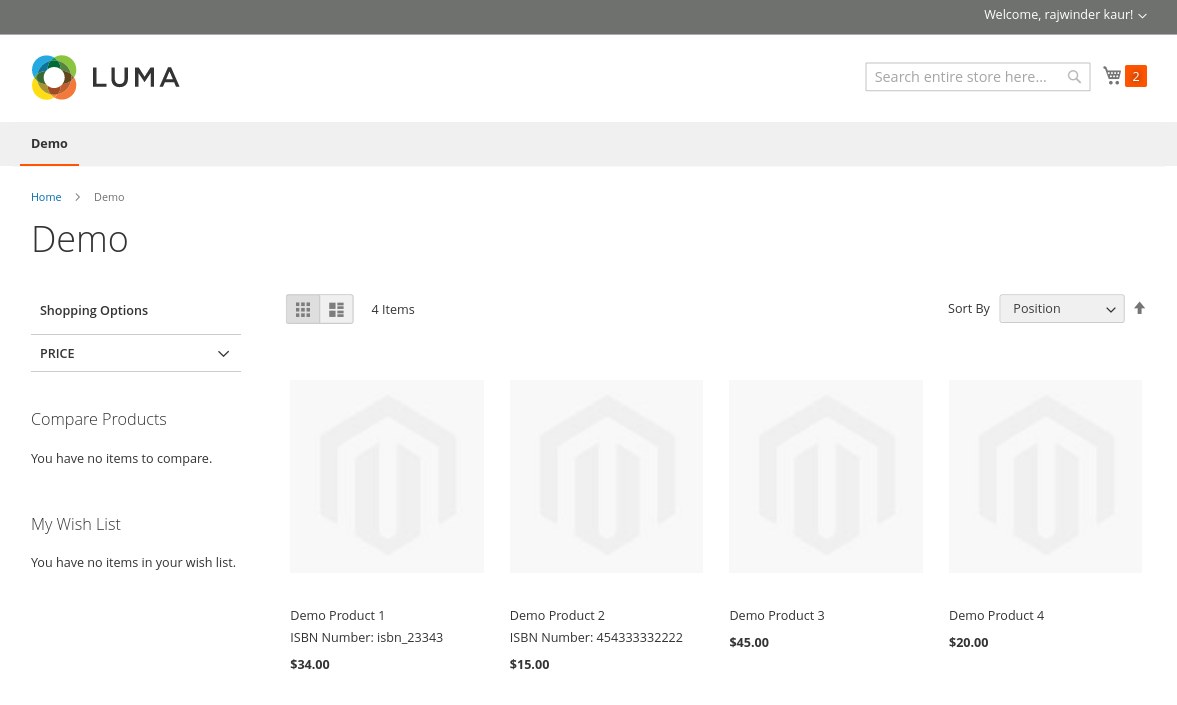 Welcome, rajwinder kaur!
LUMA
Search entire store here...
2
Demo
Home
Demo
Demo
Shopping Options
PRICE
Compare Products
You have no items to compare.
My Wish List
You have no items in your wish list.
4 Items
Sort By
Position
Demo Product 1
ISBN Number: isbn_23343
$34.00
Demo Product 2
ISBN Number: 454333332222
$15.00
Demo Product 3
$45.00
Demo Product 4
$20.00